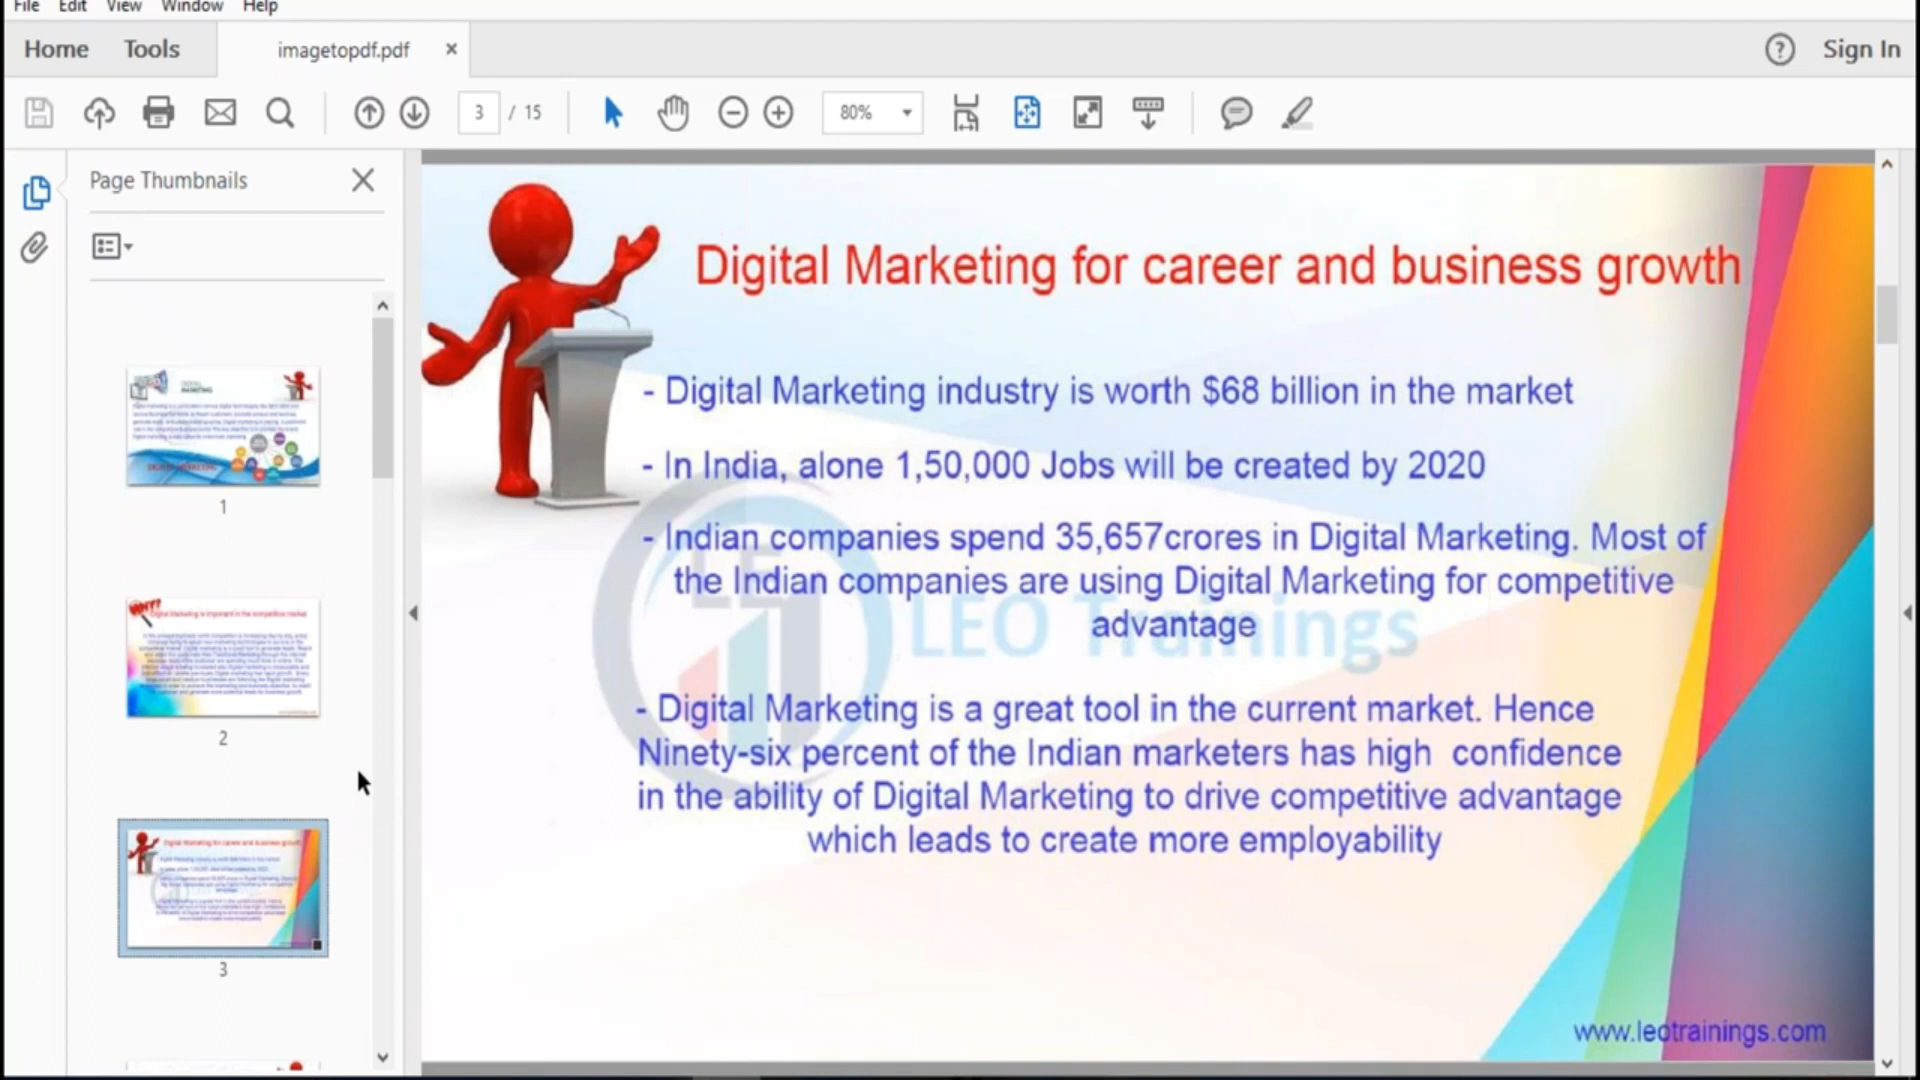 File Edit View Window Help
Home Tools imagetopdf.pdf Sign In
3 / 15 80%
Page Thumbnails
1
2
3
Digital Marketing for career and business growth
- Digital Marketing industry is worth $68 billion in the market
- In India, alone 1,50,000 Jobs will be created by 2020
- Indian companies spend 35,657crores in Digital Marketing. Most of
the Indian companies are using Digital Marketing for competitive
advantage
LEO Trainings
- Digital Marketing is a great tool in the current market. Hence
Ninety-six percent of the Indian marketers has high confidence
in the ability of Digital Marketing to drive competitive advantage
which leads to create more employability
www.leotrainings.com